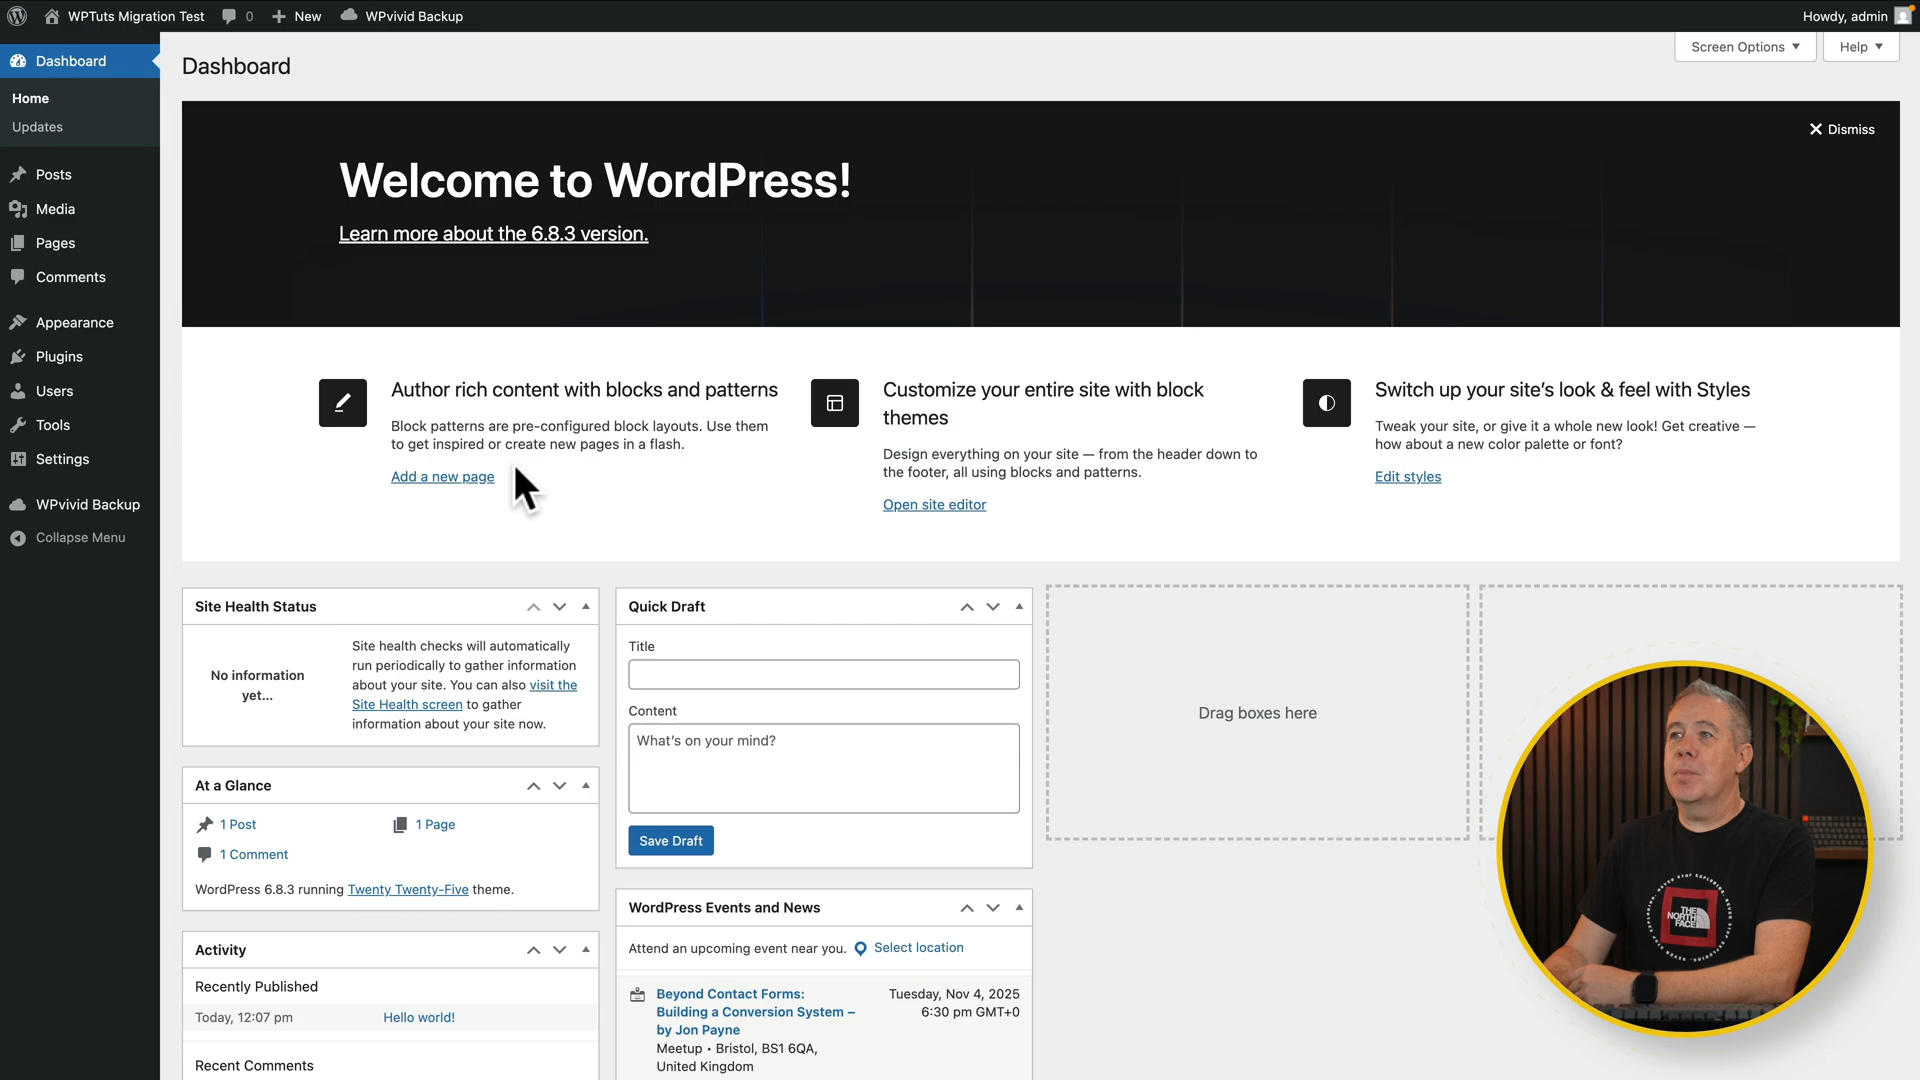 WPTuts Migration Test
0
New
WPvivid Backup
Howdy, admin
Dashboard
Home
Updates
Posts
Media
Pages
Comments
Appearance
Plugins
Users
Tools
Settings
WPvivid Backup
Collapse Menu
Dashboard
Screen Options
Help
Dismiss
Welcome to WordPress!
Learn more about the 6.8.3 version.
Author rich content with blocks and patterns
Block patterns are pre-configured block layouts. Use them
to get inspired or create new pages in a flash.
Add a new page
Customize your entire site with block
themes
Design everything on your site — from the header down to
the footer, all using blocks and patterns.
Open site editor
Switch up your site's look & feel with Styles
Tweak your site, or give it a whole new look! Get creative —
how about a new color palette or font?
Edit styles
Site Health Status
No information
yet...
Site health checks will automatically
run periodically to gather information
about your site. You can also visit the
Site Health screen to gather
information about your site now.
At a Glance
1 Post
1 Page
1 Comment
WordPress 6.8.3 running Twenty Twenty-Five theme.
Activity
Recently Published
Today, 12:07 pm
Hello world!
Recent Comments
Quick Draft
Title
Content
What's on your mind?
Save Draft
WordPress Events and News
Attend an upcoming event near you.
Select location
Beyond Contact Forms:
Building a Conversion System –
by Jon Payne
Meetup • Bristol, BS1 6QA,
United Kingdom
Tuesday, Nov 4, 2025
6:30 pm GMT+0
Drag boxes here
NEVER STOP EXPLORING
THE
NORTH
FACE